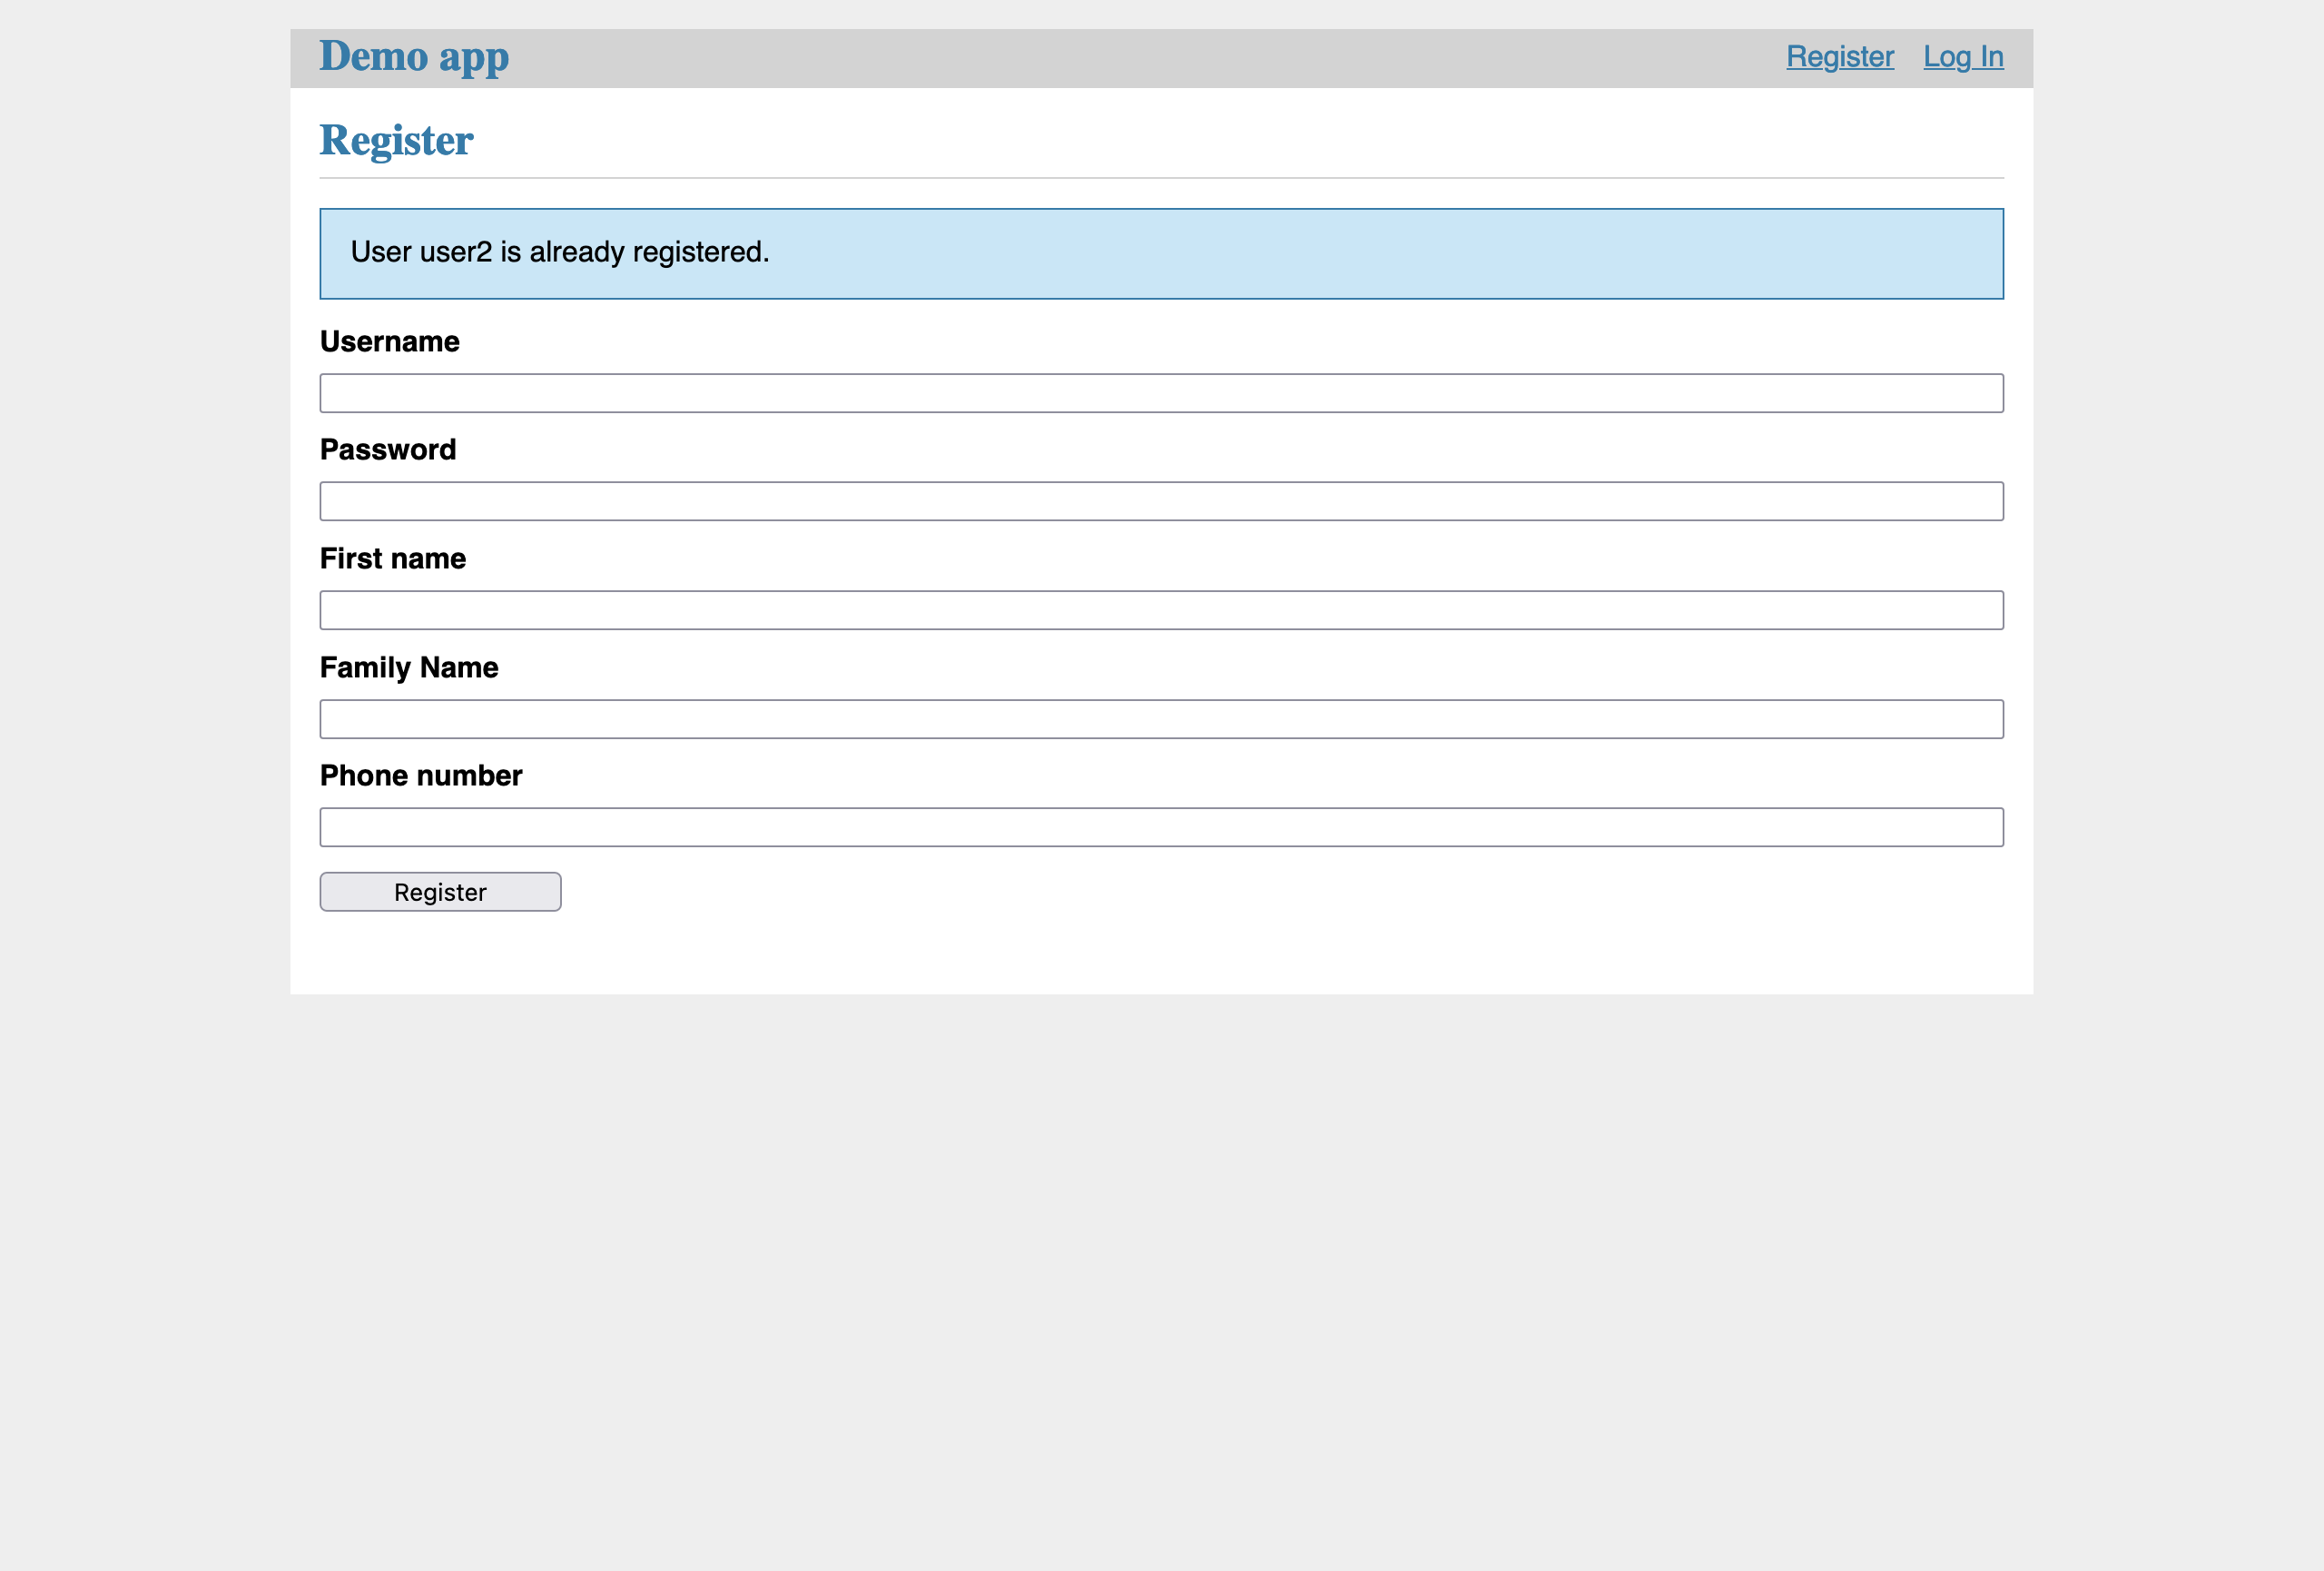 Demo app
Register Log In
Register
User user2 is already registered.
Username
Password
First name
Family Name
Phone number
Register